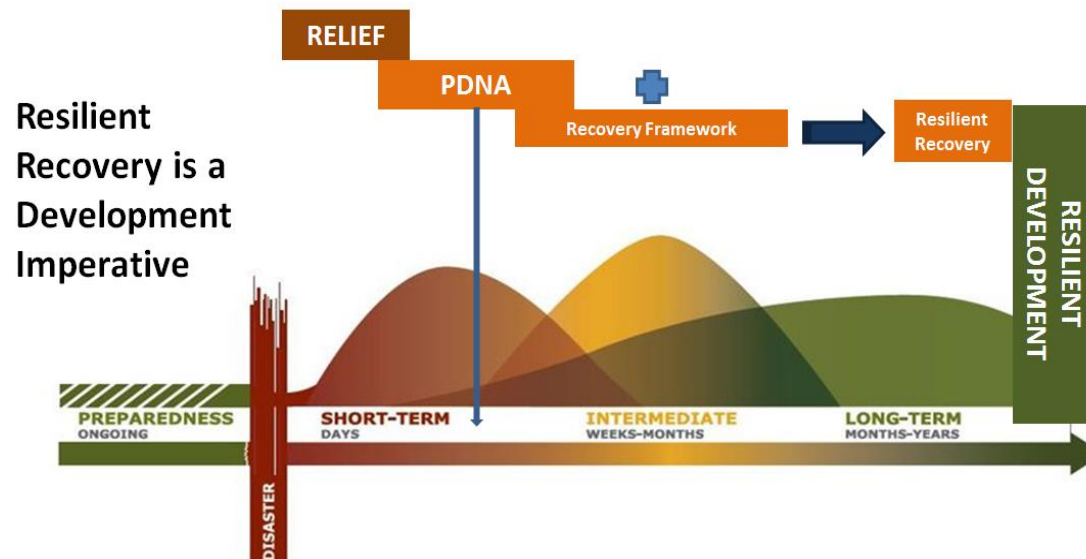 RELIEF
PDNA
Recovery Framework
Resilient
Recovery
Resilient
Recovery is a
Development
Imperative
RESILIENT
DEVELOPMENT
PREPAREDNESS
ONGOING
DISASTER
SHORT-TERM
DAYS
INTERMEDIATE
WEEKS-MONTHS
LONG-TERM
MONTHS-YEARS